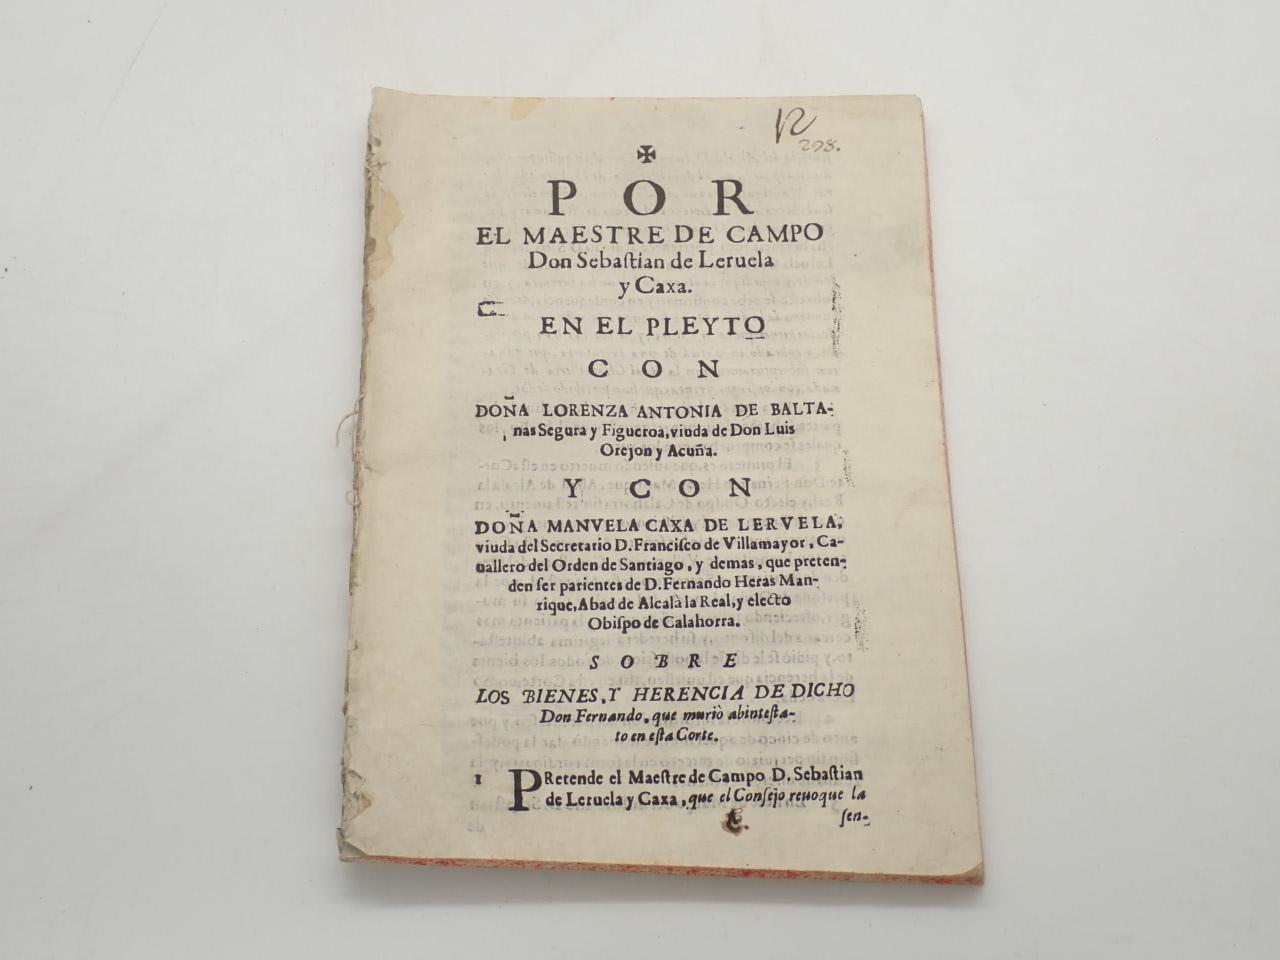 ✠
R
298.
POR
EL MAESTRE DE CAMPO
Don Sebaſtian de Leruela
y Caxa.
EN EL PLEYTO
CON
DOÑA LORENZA ANTONIA DE BALTA-
nas Segura y Figueroa, viuda de Don Luis
Orejon y Acuña.
Y CON
DOÑA MANVELA CAXA DE LERVELA,
viuda del Secretario D. Franciſco de Villamayor, Ca-
uallero del Orden de Santiago, y demas, que preten-
den ſer parientes de D. Fernando Heras Man-
rique, Abad de Alcalà la Real, y electo
Obiſpo de Calahorra.
SOBRE
LOS BIENES, Y HERENCIA DE DICHO
Don Fernando, que muriò abinteſta-
to en eſta Corte.
1 PRetende el Maeſtre de Campo D. Sebaſtian
de Leruela y Caxa, que el Conſejo reuoque la
ſen-